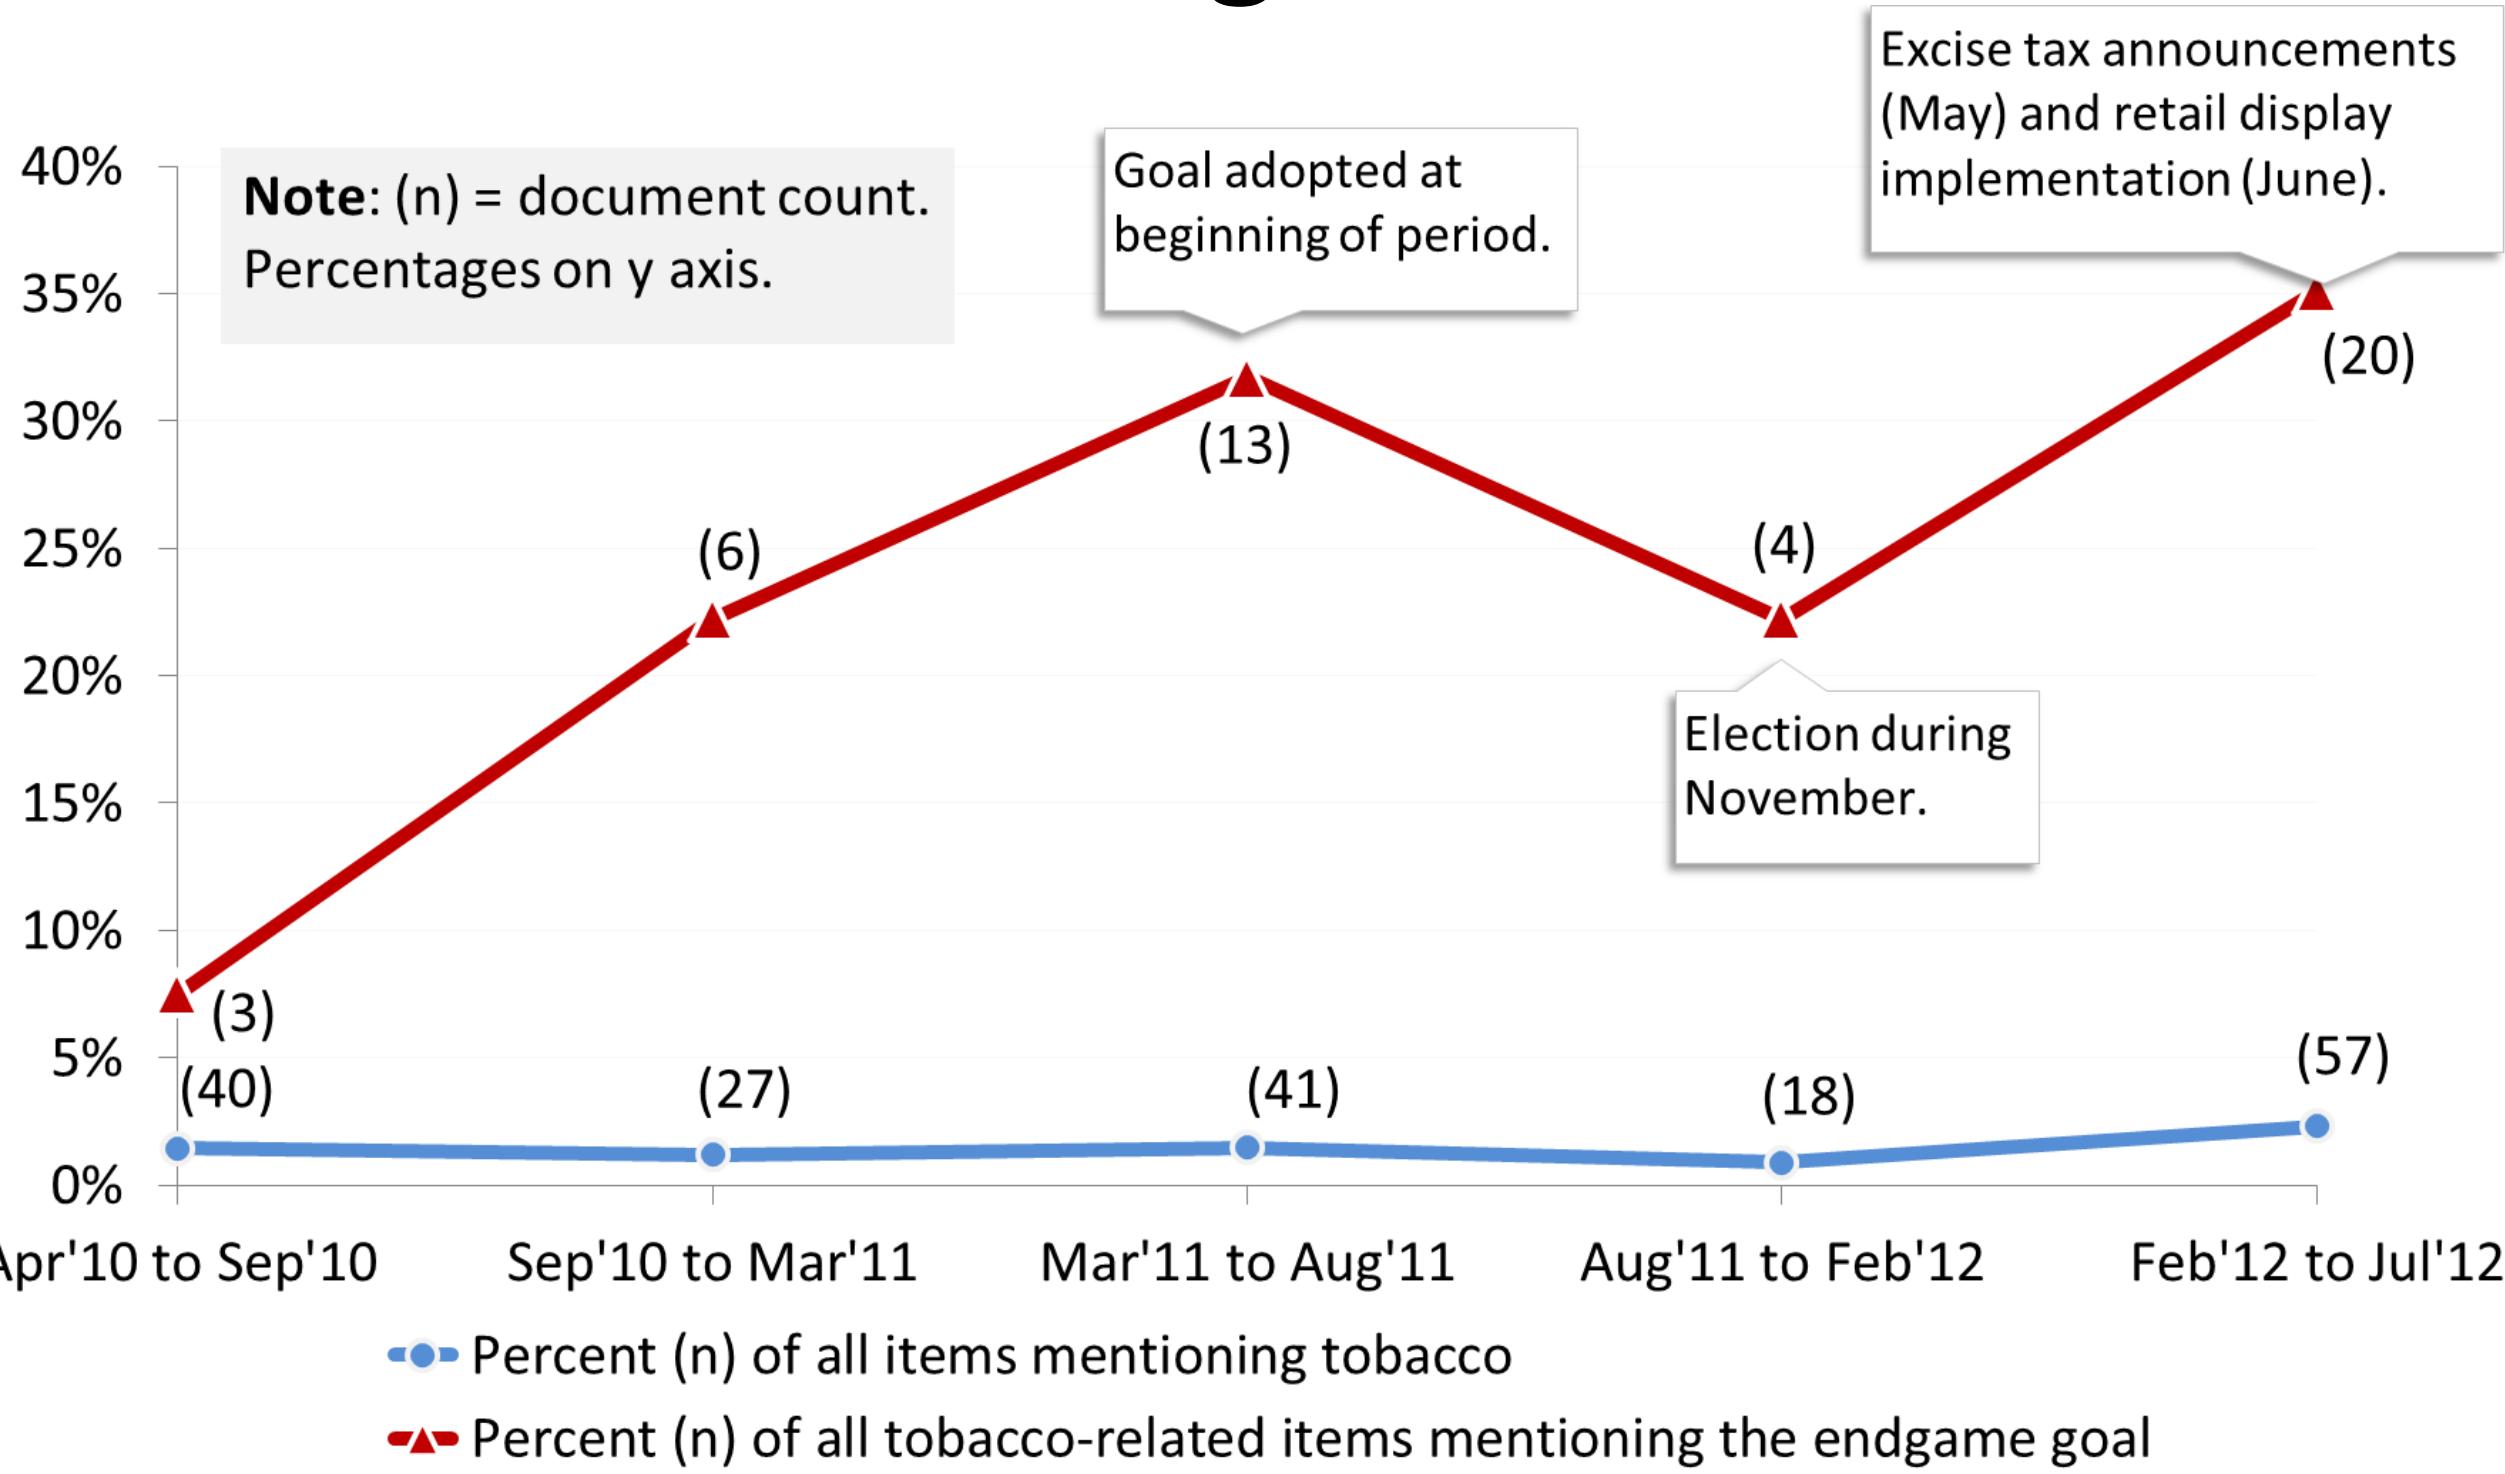 Excise tax announcements
(May) and retail display
implementation (June).
Goal adopted at
beginning of period.
Note: (n) = document count.
Percentages on y axis.
40%
35%
30%
25%
20%
15%
10%
5%
0%
(3)
(6)
(13)
(4)
(20)
Election during
November.
(40)
(27)
(41)
(18)
(57)
Apr'10 to Sep'10
Sep'10 to Mar'11
Mar'11 to Aug'11
Aug'11 to Feb'12
Feb'12 to Jul'12
Percent (n) of all items mentioning tobacco
Percent (n) of all tobacco-related items mentioning the endgame goal